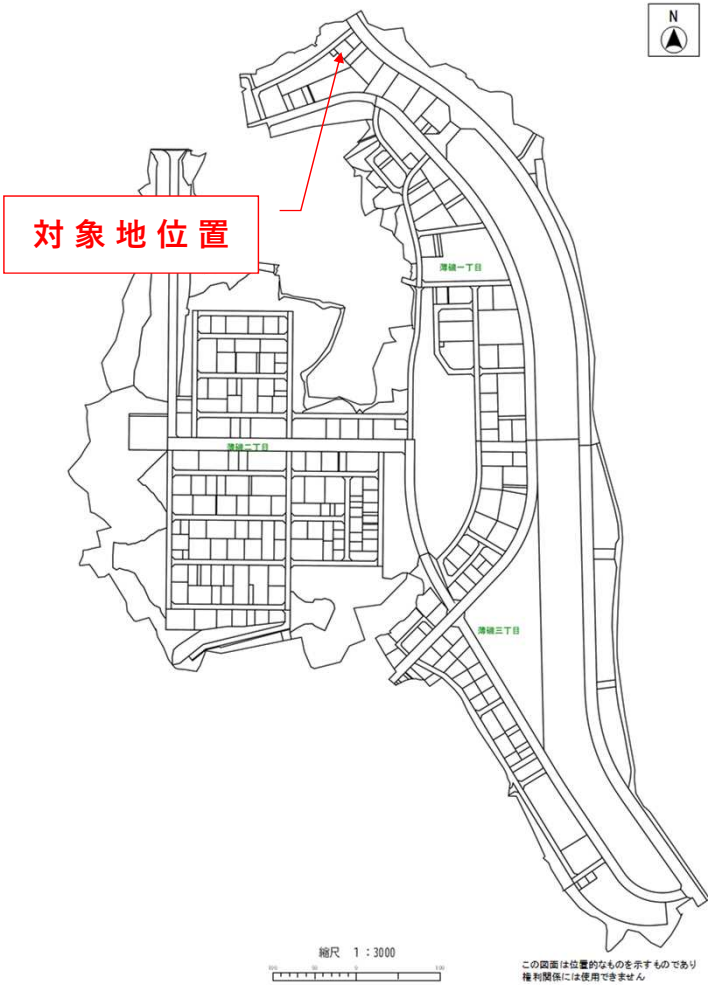 N
対象地位置
薄磯一丁目
薄磯二丁目
薄磯三丁目
縮尺 1:3000
この図面は位置的なものを示すものであり
権利関係には使用できません